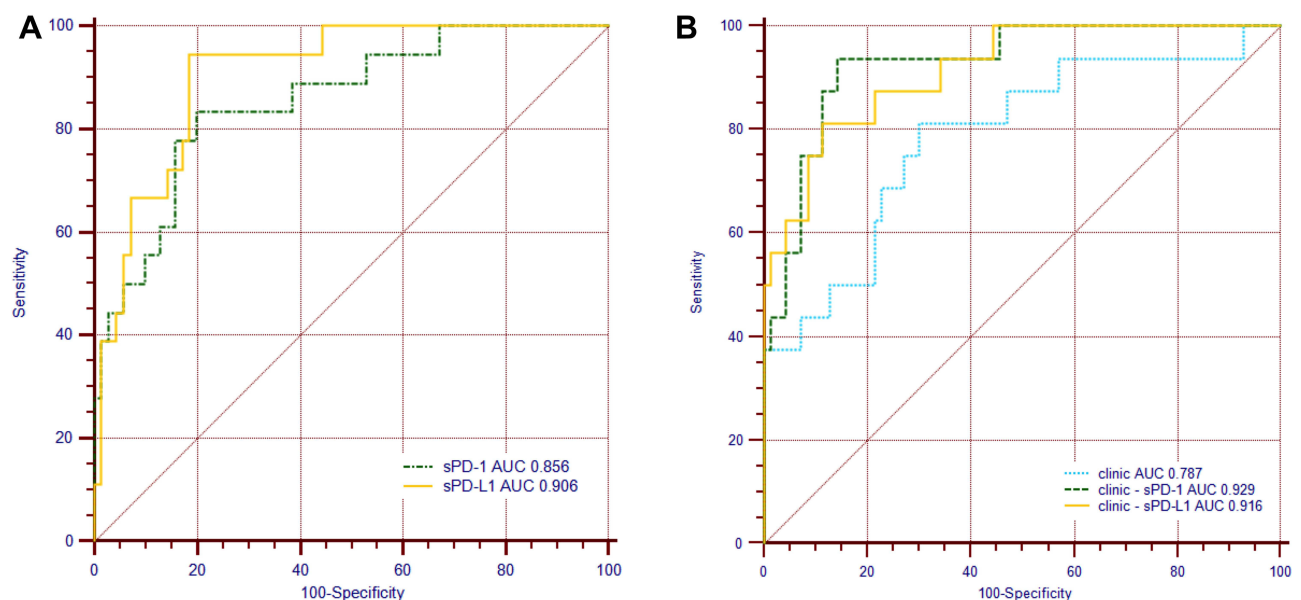 A
100
80
60
40
20
0
Sensitivity
sPD-1 AUC 0.856
sPD-L1 AUC 0.906
0 20 40 60 80 100
100-Specificity
B
100
80
60
40
20
0
Sensitivity
clinic AUC 0.787
clinic - sPD-1 AUC 0.929
clinic - sPD-L1 AUC 0.916
0 20 40 60 80 100
100-Specificity